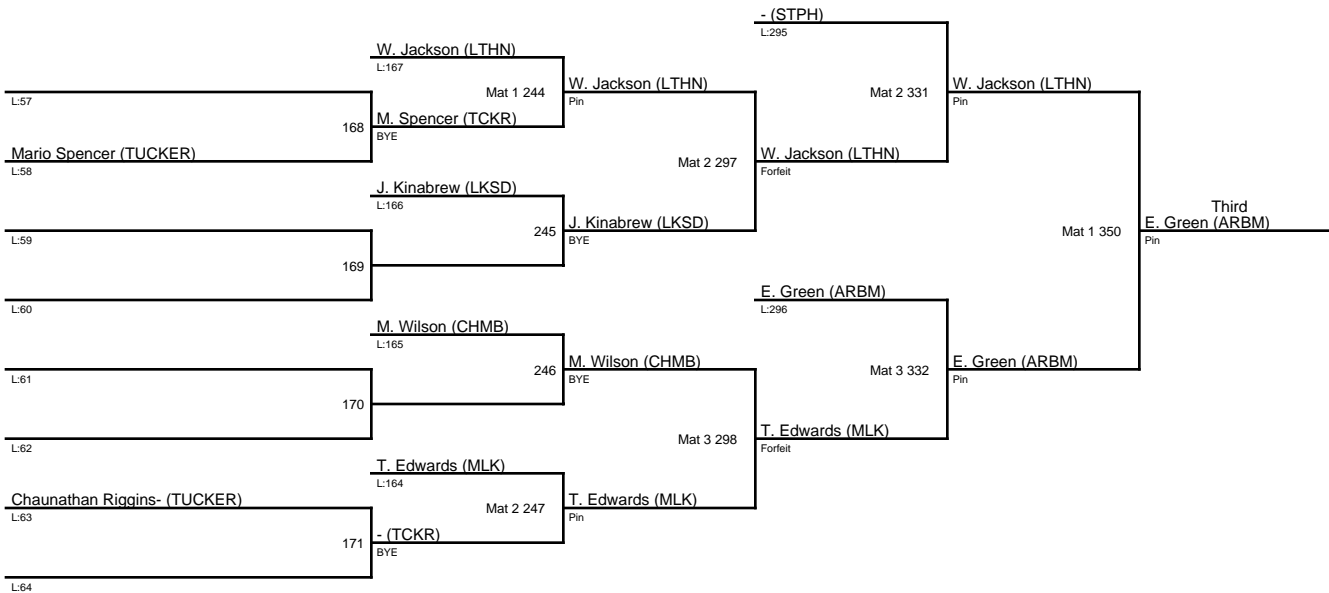 - (STPH)
L:295
W. Jackson (LTHN)
L:167
Mat 1 244
W. Jackson (LTHN)
Pin
Mat 2 331
W. Jackson (LTHN)
Pin
L:57
168
M. Spencer (TCKR)
BYE
Mario Spencer (TUCKER)
L:58
Mat 2 297
W. Jackson (LTHN)
Forfeit
J. Kinabrew (LKSD)
L:166
245
J. Kinabrew (LKSD)
BYE
Mat 1 350
Third
E. Green (ARBM)
Pin
L:59
169
L:60
E. Green (ARBM)
L:296
M. Wilson (CHMB)
L:165
246
M. Wilson (CHMB)
BYE
Mat 3 332
E. Green (ARBM)
Pin
L:61
170
L:62
Mat 3 298
T. Edwards (MLK)
Forfeit
T. Edwards (MLK)
L:164
Mat 2 247
T. Edwards (MLK)
Pin
Chaunathan Riggins- (TUCKER)
L:63
171
- (TCKR)
BYE
L:64